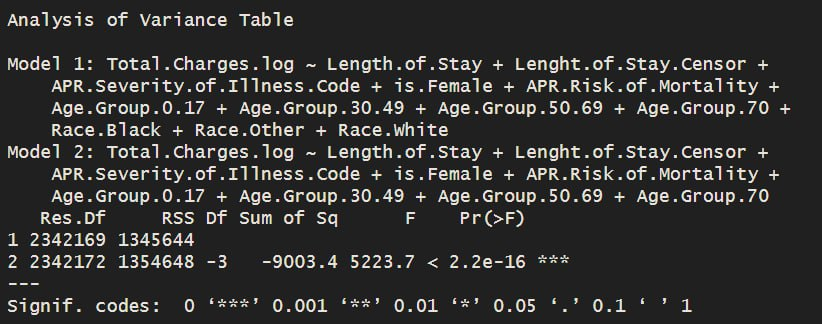 Analysis of Variance Table
Model 1: Total.Charges.log ~ Length.of.Stay + Lenght.of.Stay.Censor +
APR.Severity.of.Illness.Code + is.Female + APR.Risk.of.Mortality +
Age.Group.0.17 + Age.Group.30.49 + Age.Group.50.69 + Age.Group.70 +
Race.Black + Race.Other + Race.White
Model 2: Total.Charges.log ~ Length.of.Stay + Lenght.of.Stay.Censor +
APR.Severity.of.Illness.Code + is.Female + APR.Risk.of.Mortality +
Age.Group.0.17 + Age.Group.30.49 + Age.Group.50.69 + Age.Group.70
Res.Df RSS Df Sum of Sq F Pr(>F)
1 2342169 1345644
2 2342172 1354648 -3 -9003.4 5223.7 < 2.2e-16 ***
---
Signif. codes: 0 ‘***’ 0.001 ‘**’ 0.01 ‘*’ 0.05 ‘.’ 0.1 ‘ ’ 1